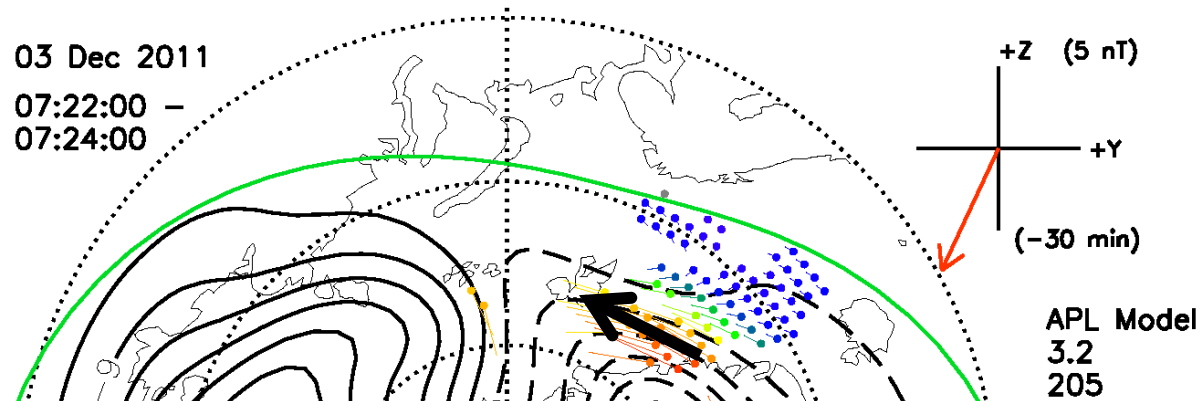 03 Dec 2011
07:22:00 –
07:24:00
+Z (5 nT)
+Y
(-30 min)
APL Model
3.2
205